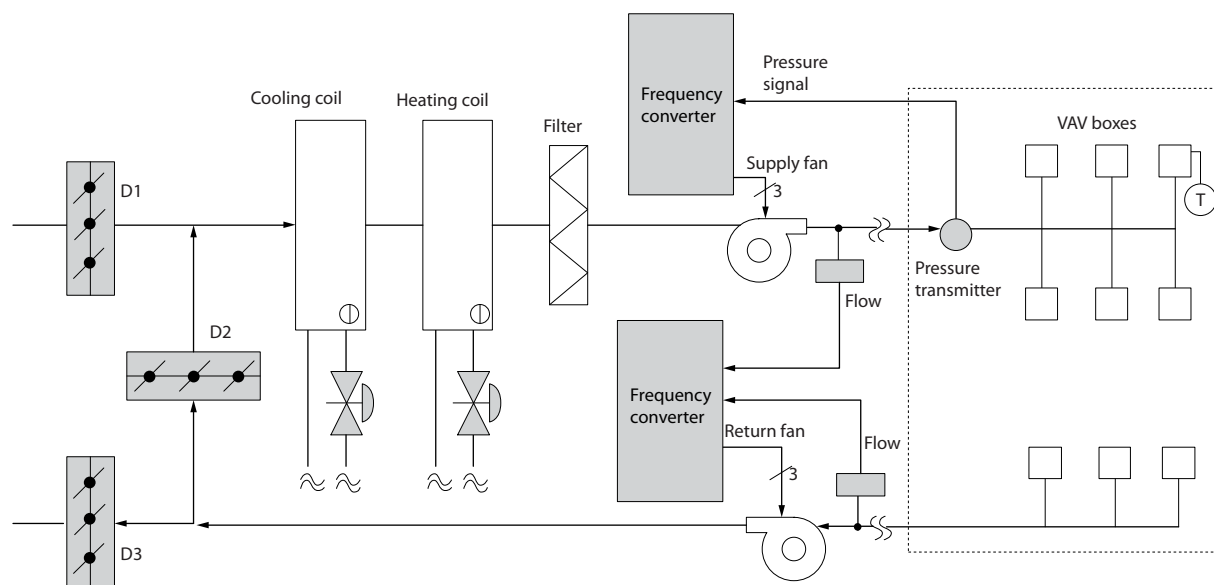 Cooling coil
Heating coil
Filter
Frequency
converter
Pressure
signal
VAV boxes
D1
Supply fan
3
T
Pressure
transmitter
Flow
D2
Frequency
converter
Return fan
Flow
3
D3